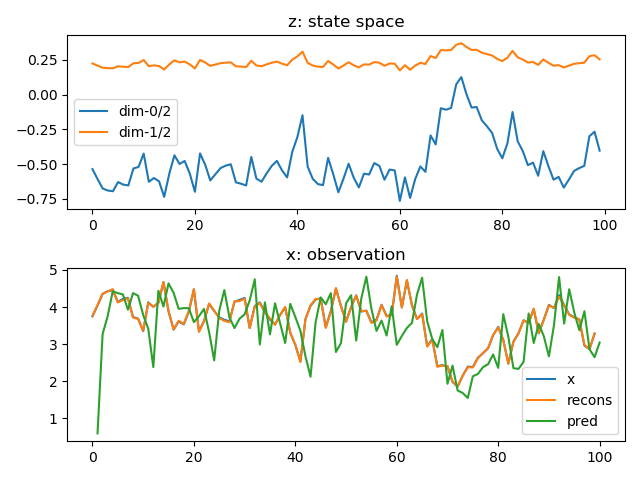 z: state space
0.25
0.00
−0.25
−0.50
−0.75
dim-0/2
dim-1/2
0 20 40 60 80 100
x: observation
5
4
3
2
1
x
recons
pred
0 20 40 60 80 100